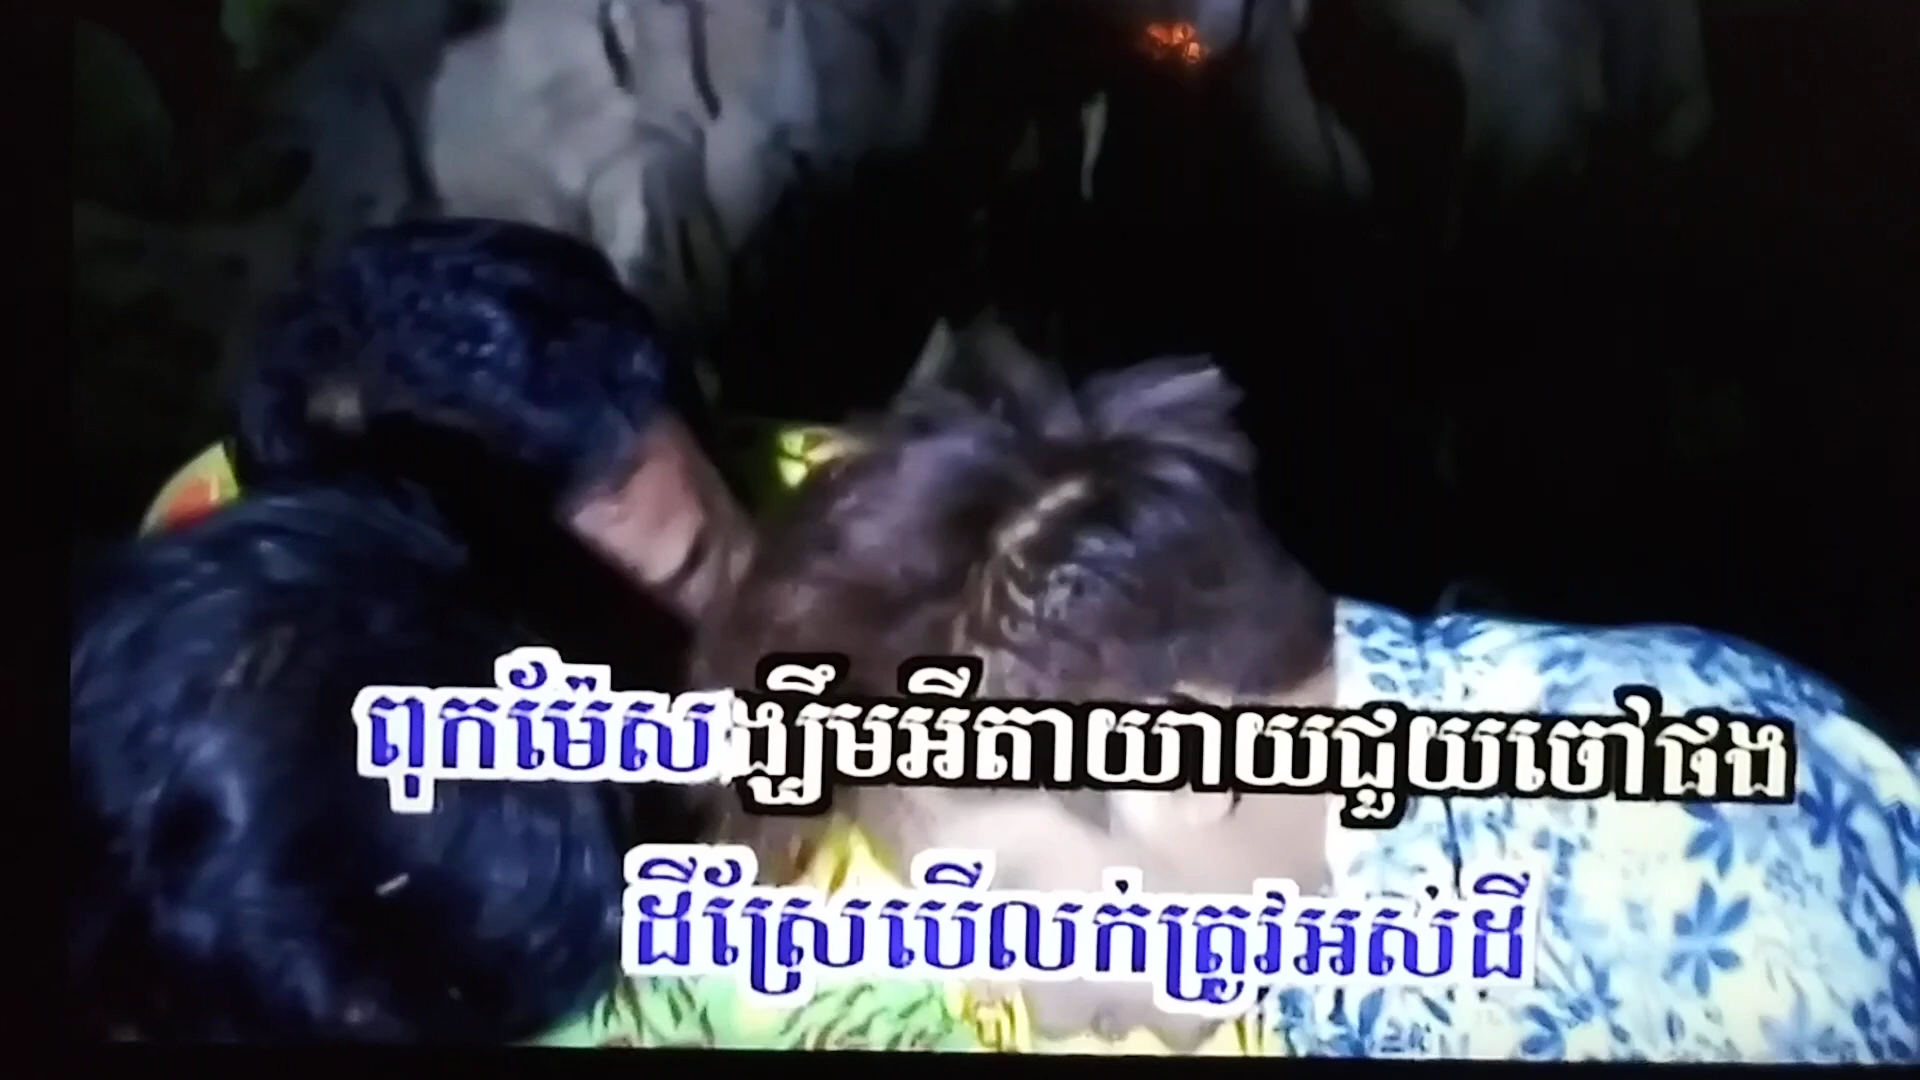 ពុកម៉ែសង្ឃឹមអីតាយាយជួយចៅផង
ដីស្រែបើលក់ត្រូវអស់ដី